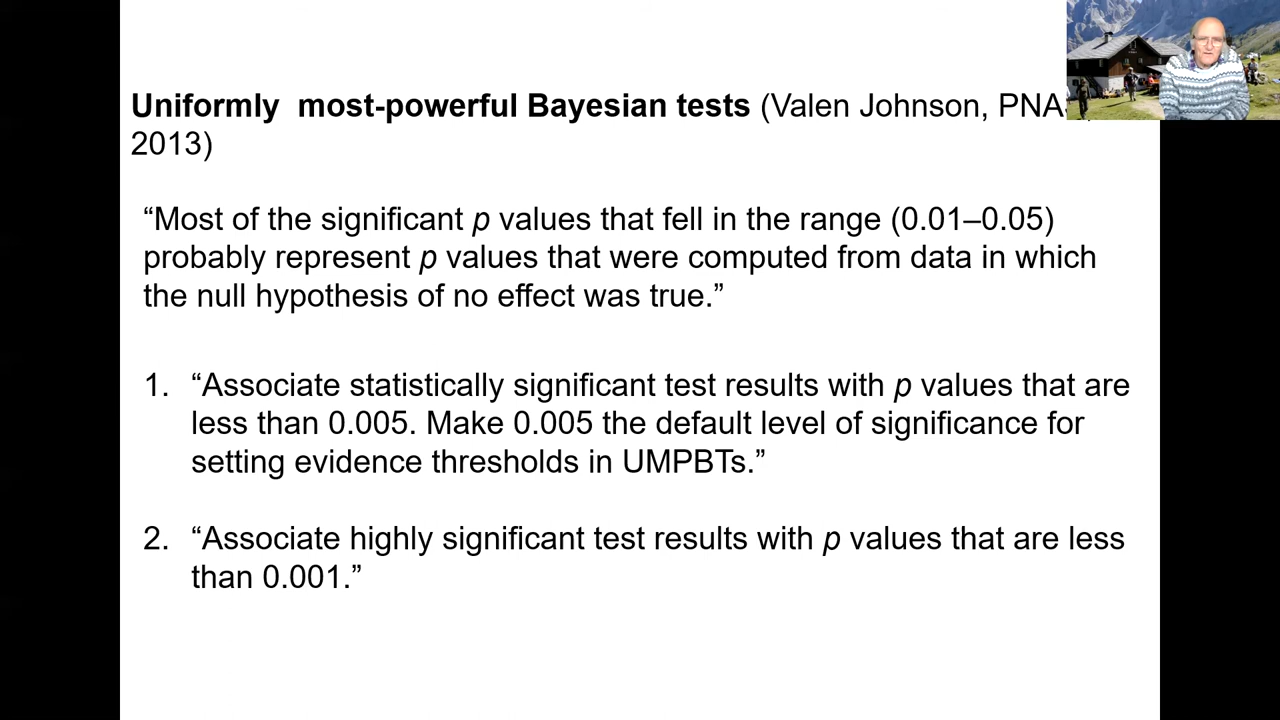 Uniformly most-powerful Bayesian tests (Valen Johnson,
2013)
“Most of the significant p values that fell in the range (0.01–0.05)
probably represent p values that were computed from data in which
the null hypothesis of no effect was true.”
1. “Associate statistically significant test results with p values that are
less than 0.005. Make 0.005 the default level of significance for
setting evidence thresholds in UMPBTs.”
2. “Associate highly significant test results with p values that are less
than 0.001.”